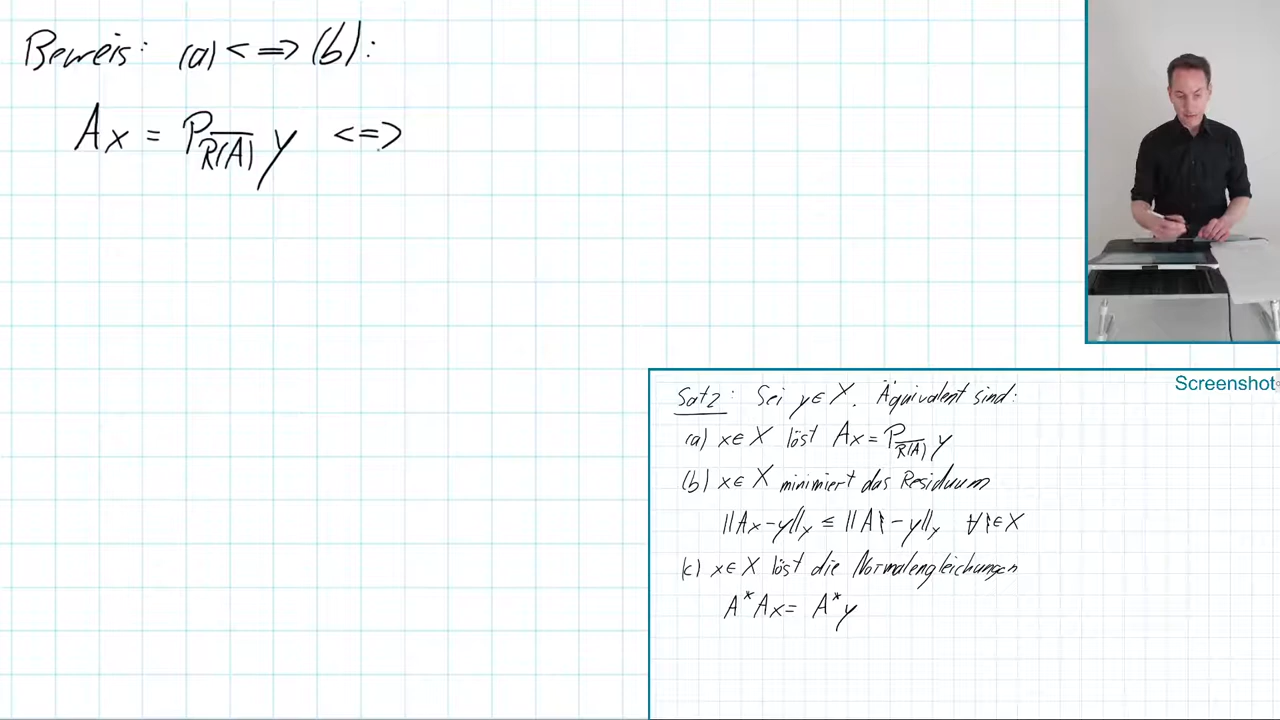 Beweis: (a) <=> (b):
Ax = P_{\overline{R(A)}} y <=>
Screenshot
Satz: Sei y ∈ X. Äquivalent sind:
(a) x ∈ X löst Ax = P_{\overline{R(A)}} y
(b) x ∈ X minimiert das Residuum
||Ax - y||_Y ≤ ||Aξ - y||_Y ∀ξ ∈ X
(c) x ∈ X löst die Normalengleichungen
A*Ax = A*y